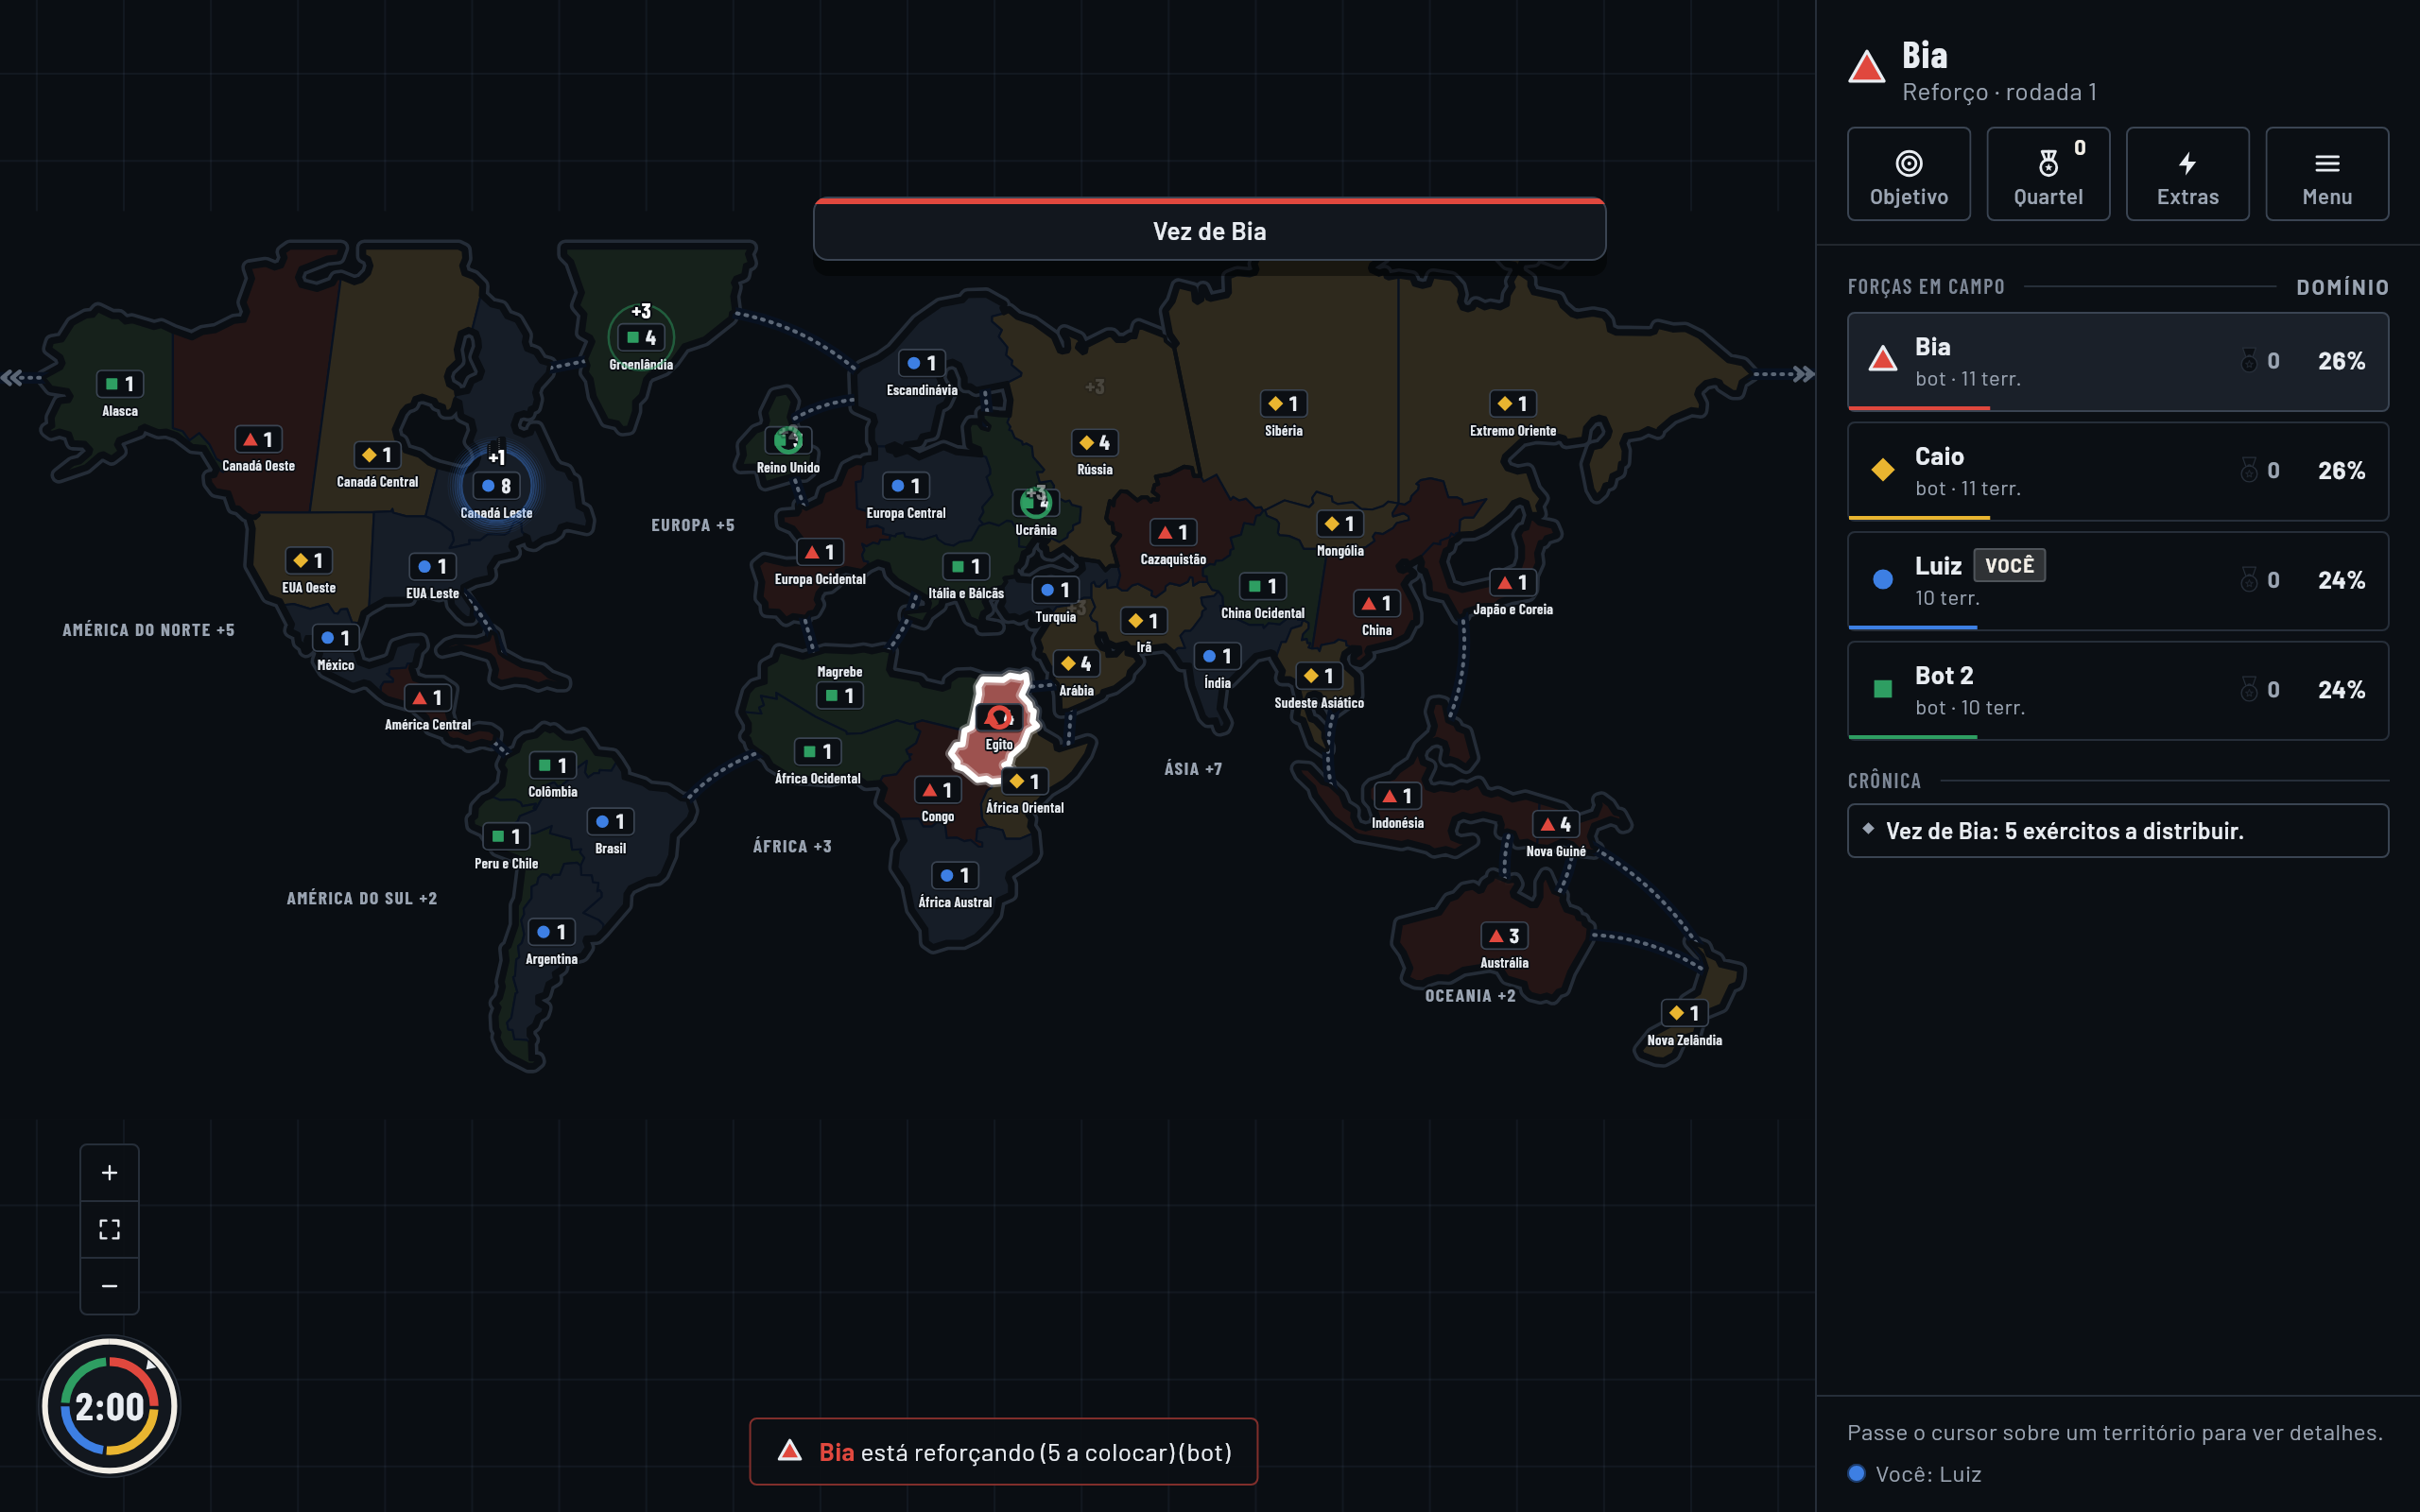 Vez de Bia
+3
4
Groenlândia
1
Alasca
1
Canadá Oeste
1
Canadá Central
+1
8
Canadá Leste
1
Escandinávia
Reino Unido
+3
4
Rússia
1
Sibéria
1
Extremo Oriente
EUROPA +5
1
Europa Central
+3
4
Ucrânia
1
EUA Oeste
1
EUA Leste
1
Europa Ocidental
1
Itália e Bálcãs
1
Cazaquistão
1
Mongólia
1
China Ocidental
1
Japão e Coreia
1
Turquia
+3
1
China
AMÉRICA DO NORTE +5
1
México
1
Irã
1
Índia
4
Arábia
1
Sudeste Asiático
1
América Central
Magrebe
1
4
Egito
1
África Ocidental
ÁSIA +7
1
Colômbia
1
Congo
1
África Oriental
1
Indonésia
4
Nova Guiné
1
Peru e Chile
1
Brasil
ÁFRICA +3
1
África Austral
AMÉRICA DO SUL +2
1
Argentina
3
Austrália
OCEANIA +2
1
Nova Zelândia
+
−
2:00
Bia está reforçando (5 a colocar) (bot)
Bia
Reforço · rodada 1
Objetivo
0
Quartel
Extras
Menu
FORÇAS EM CAMPO
DOMÍNIO
Bia
bot · 11 terr.
0
26%
Caio
bot · 11 terr.
0
26%
Luiz VOCÊ
10 terr.
0
24%
Bot 2
bot · 10 terr.
0
24%
CRÔNICA
Vez de Bia: 5 exércitos a distribuir.
Passe o cursor sobre um território para ver detalhes.
Você: Luiz